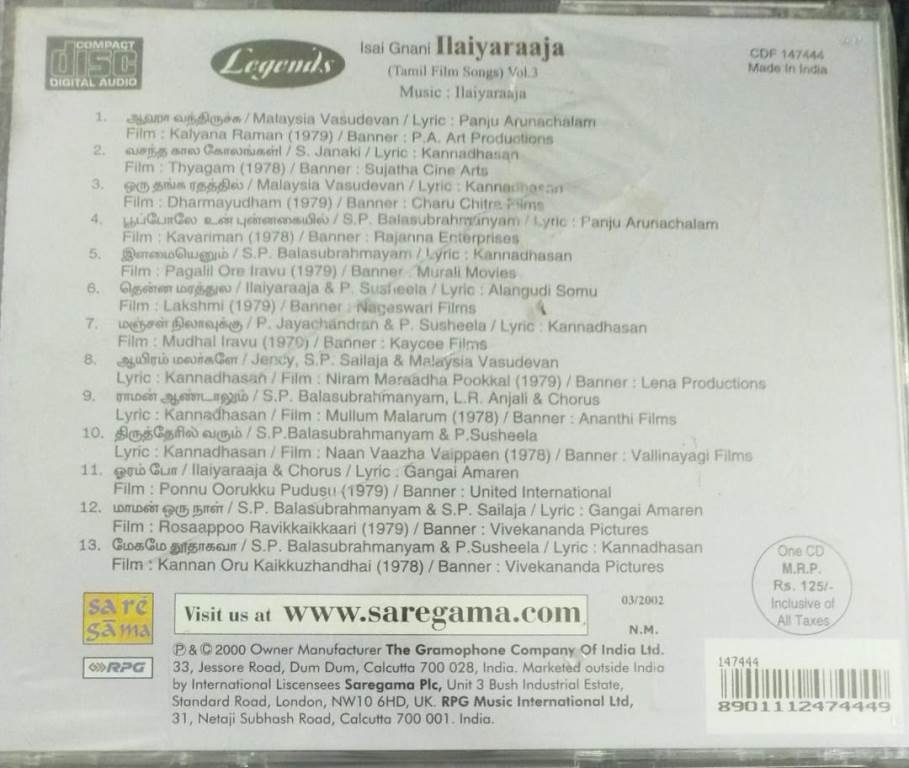 COMPACT
disc
DIGITAL AUDIO
Legends
Isai Gnani Ilaiyaraaja
(Tamil Film Songs) Vol.3
Music : Ilaiyaraaja
CDF 147444
Made In India
1. ஆஹா வந்திருச்சு / Malaysia Vasudevan / Lyric : Panju Arunachalam
Film : Kalyana Raman (1979) / Banner : P.A. Art Productions
2. வசந்த கால கோலங்கள் / S. Janaki / Lyric : Kannadhasan
Film : Thyagam (1978) / Banner : Sujatha Cine Arts
3. ஒரு தங்க ரதத்தில் / Malaysia Vasudevan / Lyric : Kannadhasan
Film : Dharmayudham (1979) / Banner : Charu Chitra Films
4. பூப்போலே உன் புன்னகையில் / S.P. Balasubrahmanyam / Lyric : Panju Arunachalam
Film : Kavariman (1978) / Banner : Rajanna Enterprises
5. இளமையெனும் / S.P. Balasubrahmayam / Lyric : Kannadhasan
Film : Pagalil Ore Iravu (1979) / Banner : Murali Movies
6. தென்ன மரத்துல / Ilaiyaraaja & P. Susheela / Lyric : Alangudi Somu
Film : Lakshmi (1979) / Banner : Nageswari Films
7. மஞ்சள் நிலாவுக்கு / P. Jayachandran & P. Susheela / Lyric : Kannadhasan
Film : Mudhal Iravu (1979) / Banner : Kaycee Films
8. ஆயிரம் மலர்களே / Jency, S.P. Sailaja & Malaysia Vasudevan
Lyric : Kannadhasan / Film : Niram Maraadha Pookkal (1979) / Banner : Lena Productions
9. ராமன் ஆண்டாலும் / S.P. Balasubrahmanyam, L.R. Anjali & Chorus
Lyric : Kannadhasan / Film : Mullum Malarum (1978) / Banner : Ananthi Films
10. திருத்தேரில் வரும் / S.P.Balasubrahmanyam & P.Susheela
Lyric : Kannadhasan / Film : Naan Vaazha Vaippaen (1978) / Banner : Vallinayagi Films
11. ஓரம் போ / Ilaiyaraaja & Chorus / Lyric : Gangai Amaren
Film : Ponnu Oorukku Pudusu (1979) / Banner : United International
12. மாமன் ஒரு நாள் / S.P. Balasubrahmanyam & S.P. Sailaja / Lyric : Gangai Amaren
Film : Rosaappoo Ravikkaikkaari (1979) / Banner : Vivekananda Pictures
13. மேகமே தூதாகவா / S.P. Balasubrahmanyam & P.Susheela / Lyric : Kannadhasan
Film : Kannan Oru Kaikkuzhandhai (1978) / Banner : Vivekananda Pictures
One CD
M.R.P.
Rs. 125/-
Inclusive of
All Taxes
sa rē
gā ma
RPG
Visit us at www.saregama.com
03/2002
N.M.
℗ & © 2000 Owner Manufacturer The Gramophone Company Of India Ltd.
33, Jessore Road, Dum Dum, Calcutta 700 028, India. Marketed outside India
by International Liscensees Saregama Plc, Unit 3 Bush Industrial Estate,
Standard Road, London, NW10 6HD, UK. RPG Music International Ltd,
31, Netaji Subhash Road, Calcutta 700 001. India.
147444
8901112474449